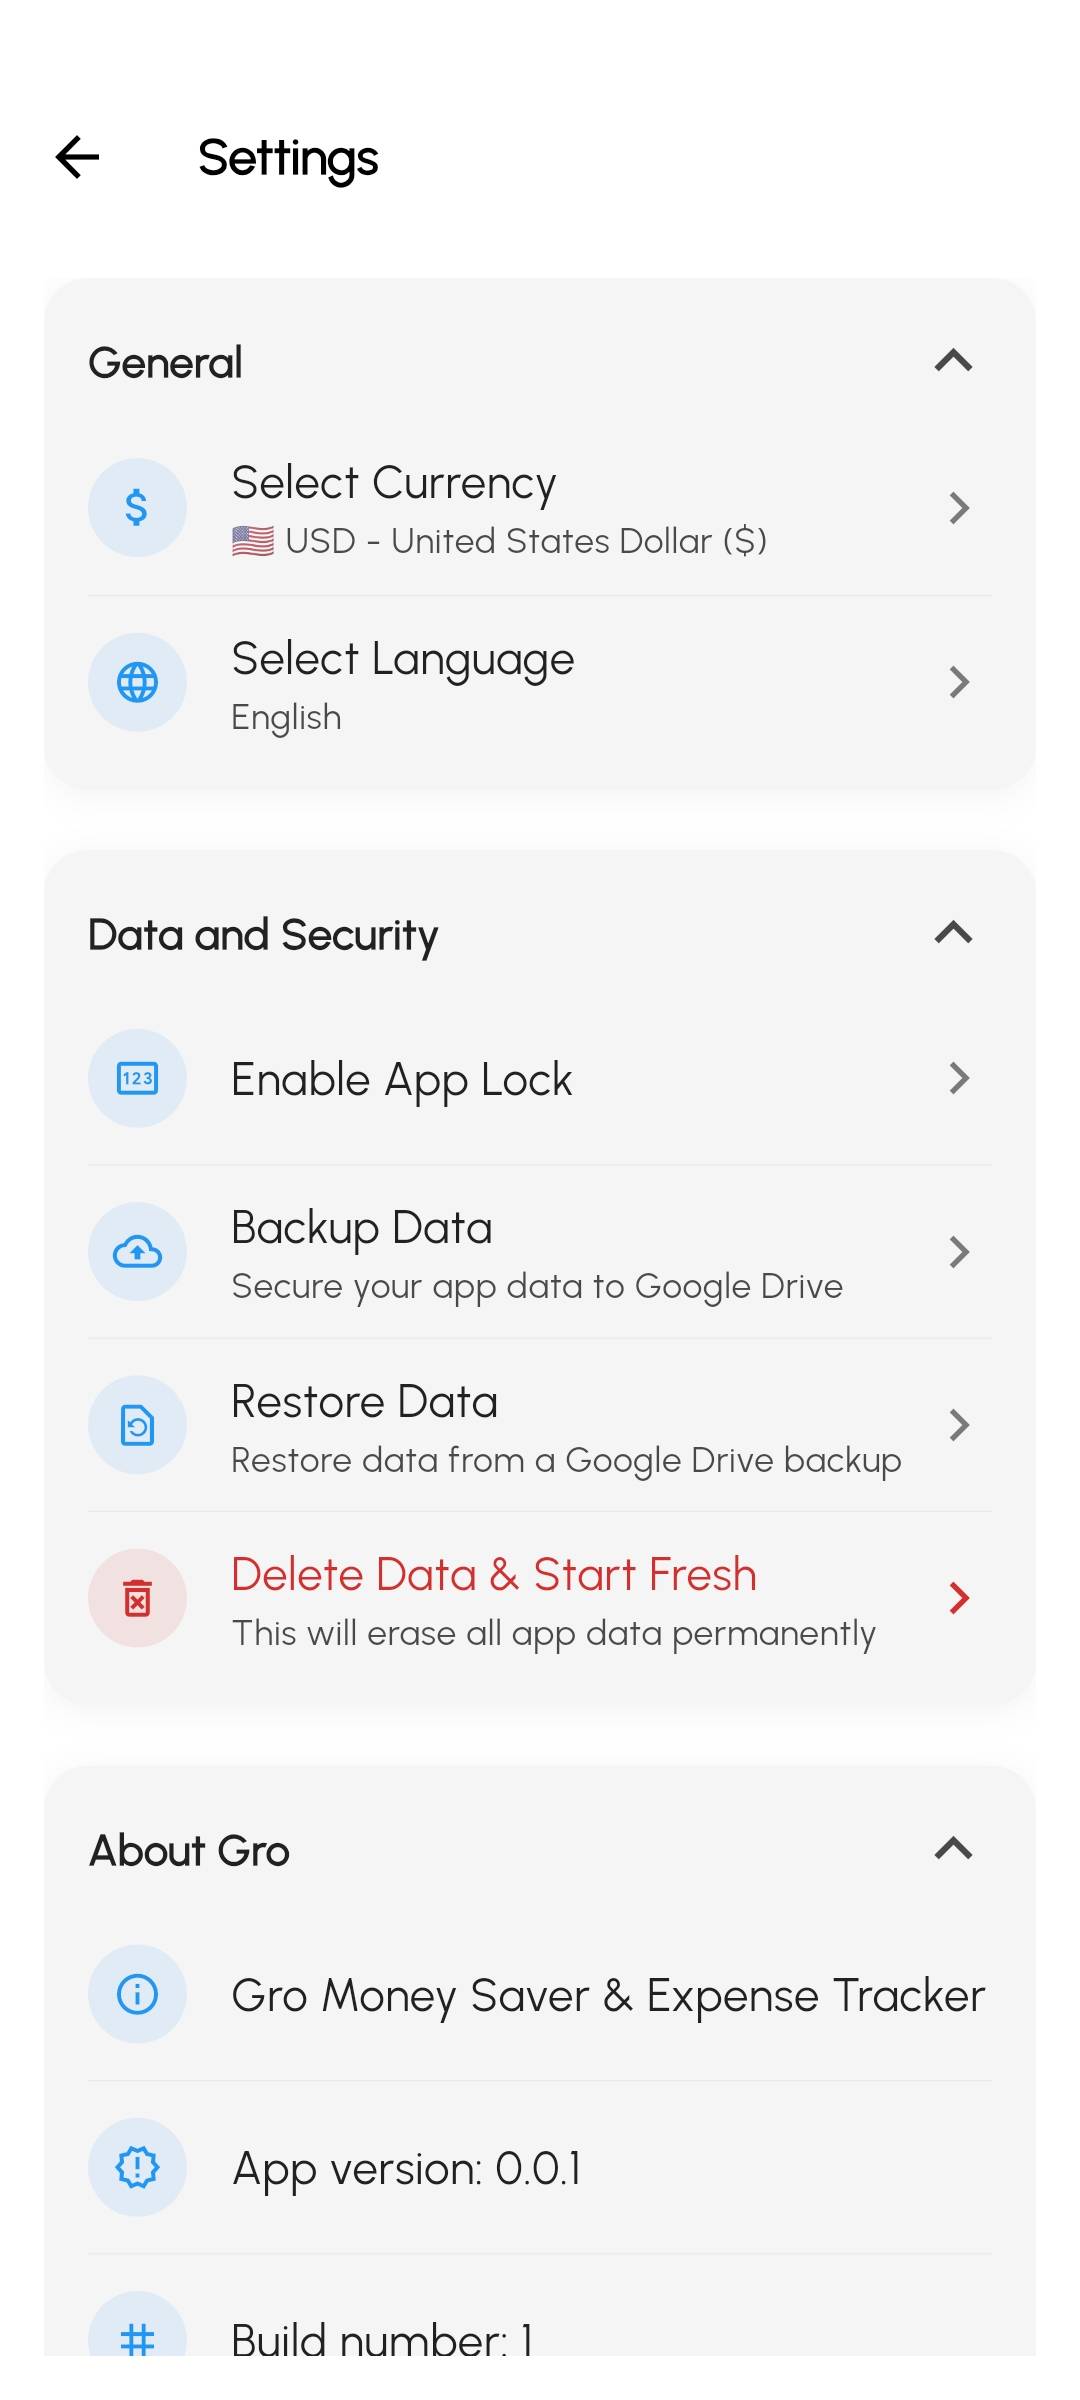 Settings
General
Select Currency
🇺🇸 USD - United States Dollar ($)
Select Language
English
Data and Security
123
Enable App Lock
Backup Data
Secure your app data to Google Drive
Restore Data
Restore data from a Google Drive backup
Delete Data & Start Fresh
This will erase all app data permanently
About Gro
Gro Money Saver & Expense Tracker
App version: 0.0.1
Build number: 1